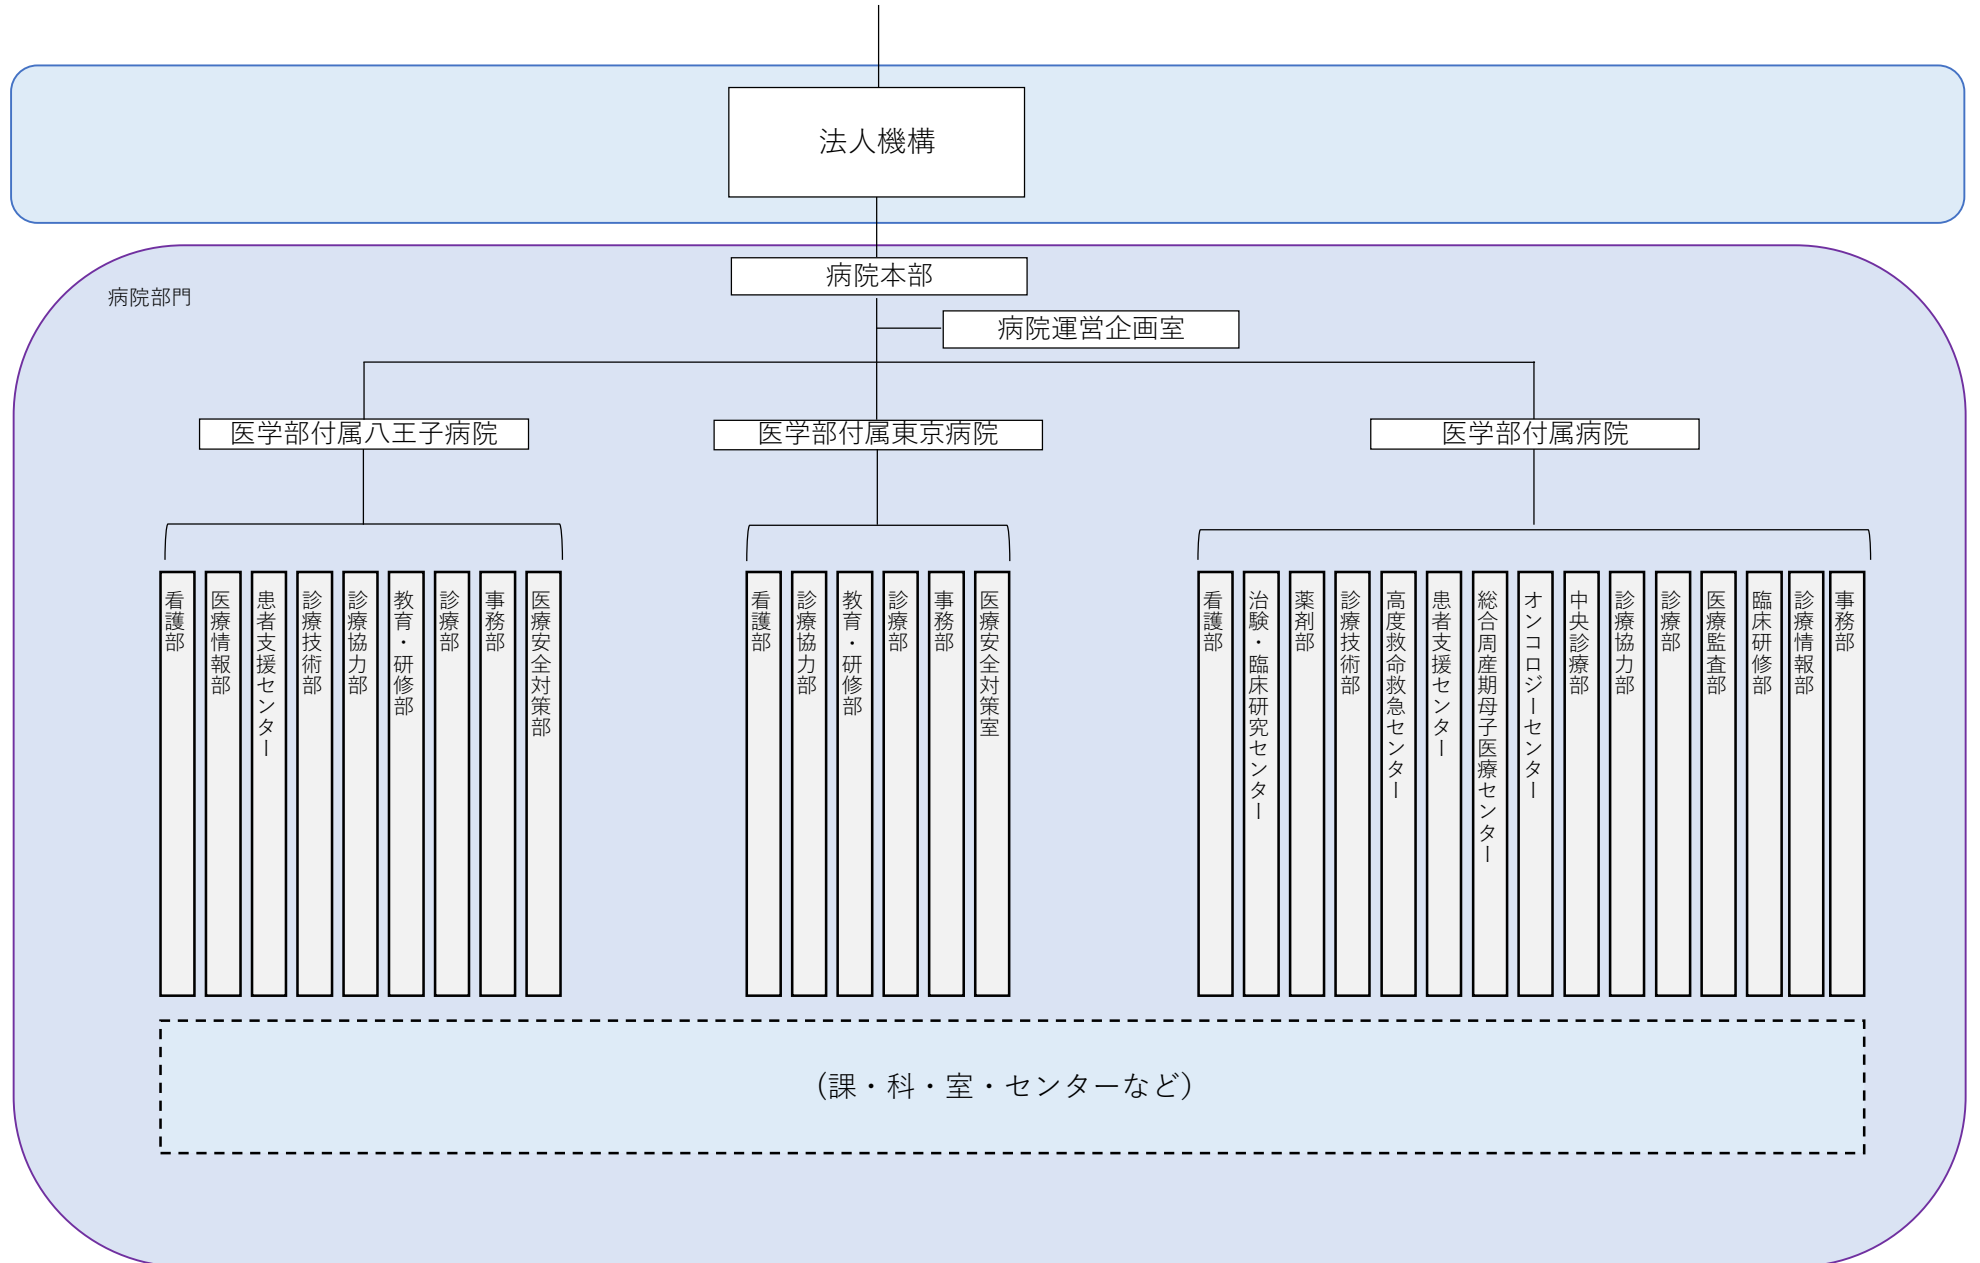 法人機構
病院本部
病院部門
病院運営企画室
医学部付属八王子病院
医学部付属東京病院
医学部付属病院
看護部
医療情報部
患者支援センター
診療技術部
診療協力部
教育・研修部
診療部
事務部
医療安全対策部
看護部
診療協力部
教育・研修部
診療部
事務部
医療安全対策室
看護部
治験・臨床研究センター
薬剤部
診療技術部
高度救命救急センター
患者支援センター
総合周産期母子医療センター
オンコロジーセンター
中央診療部
診療協力部
診療部
医療監査部
臨床研修部
診療情報部
事務部
（課・科・室・センターなど）